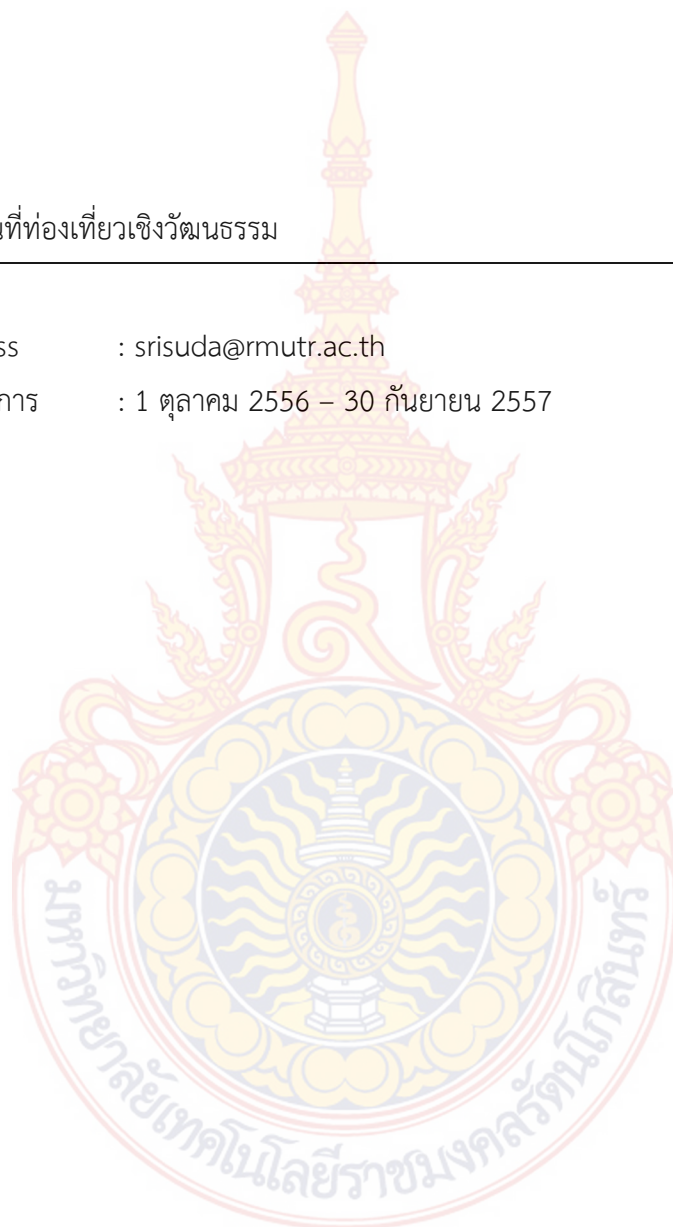 นที่ท่องเที่ยวเชิงวัฒนธรรม
ss : srisuda@rmutr.ac.th
การ : 1 ตุลาคม 2556 – 30 กันยายน 2557
มหาวิทยาลัยเทคโนโลยีราชมงคลรัตนโกสินทร์